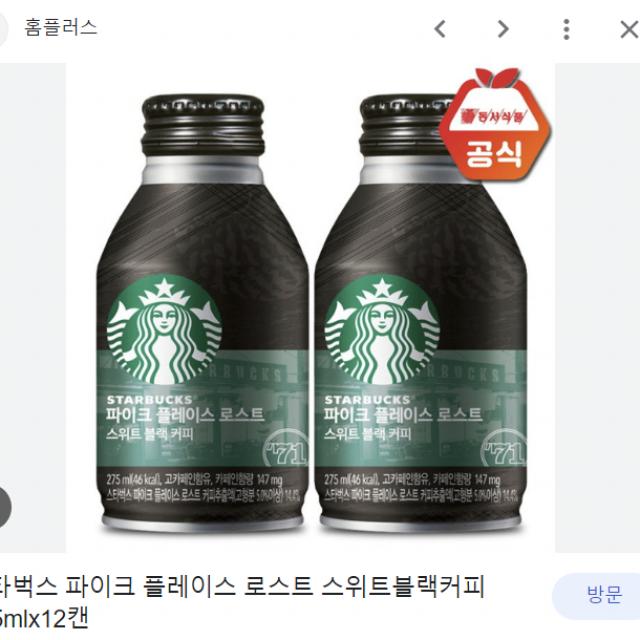 홈플러스
동서식품
공식
STARBUCKS
파이크 플레이스 로스트
스위트 블랙 커피
'71
275 ml(46 kcal), 고카페인함유, 카페인함량 147 mg
스타벅스 파이크 플레이스 로스트 커피추출액(고형분 5.0%이상) 14.4%
STARBUCKS
파이크 플레이스 로스트
스위트 블랙 커피
'71
275 ml(46 kcal), 고카페인함유, 카페인함량 147 mg
스타벅스 파이크 플레이스 로스트 커피추출액(고형분 5.0%이상) 14.4%
타벅스 파이크 플레이스 로스트 스위트블랙커피
5mlx12캔
방문